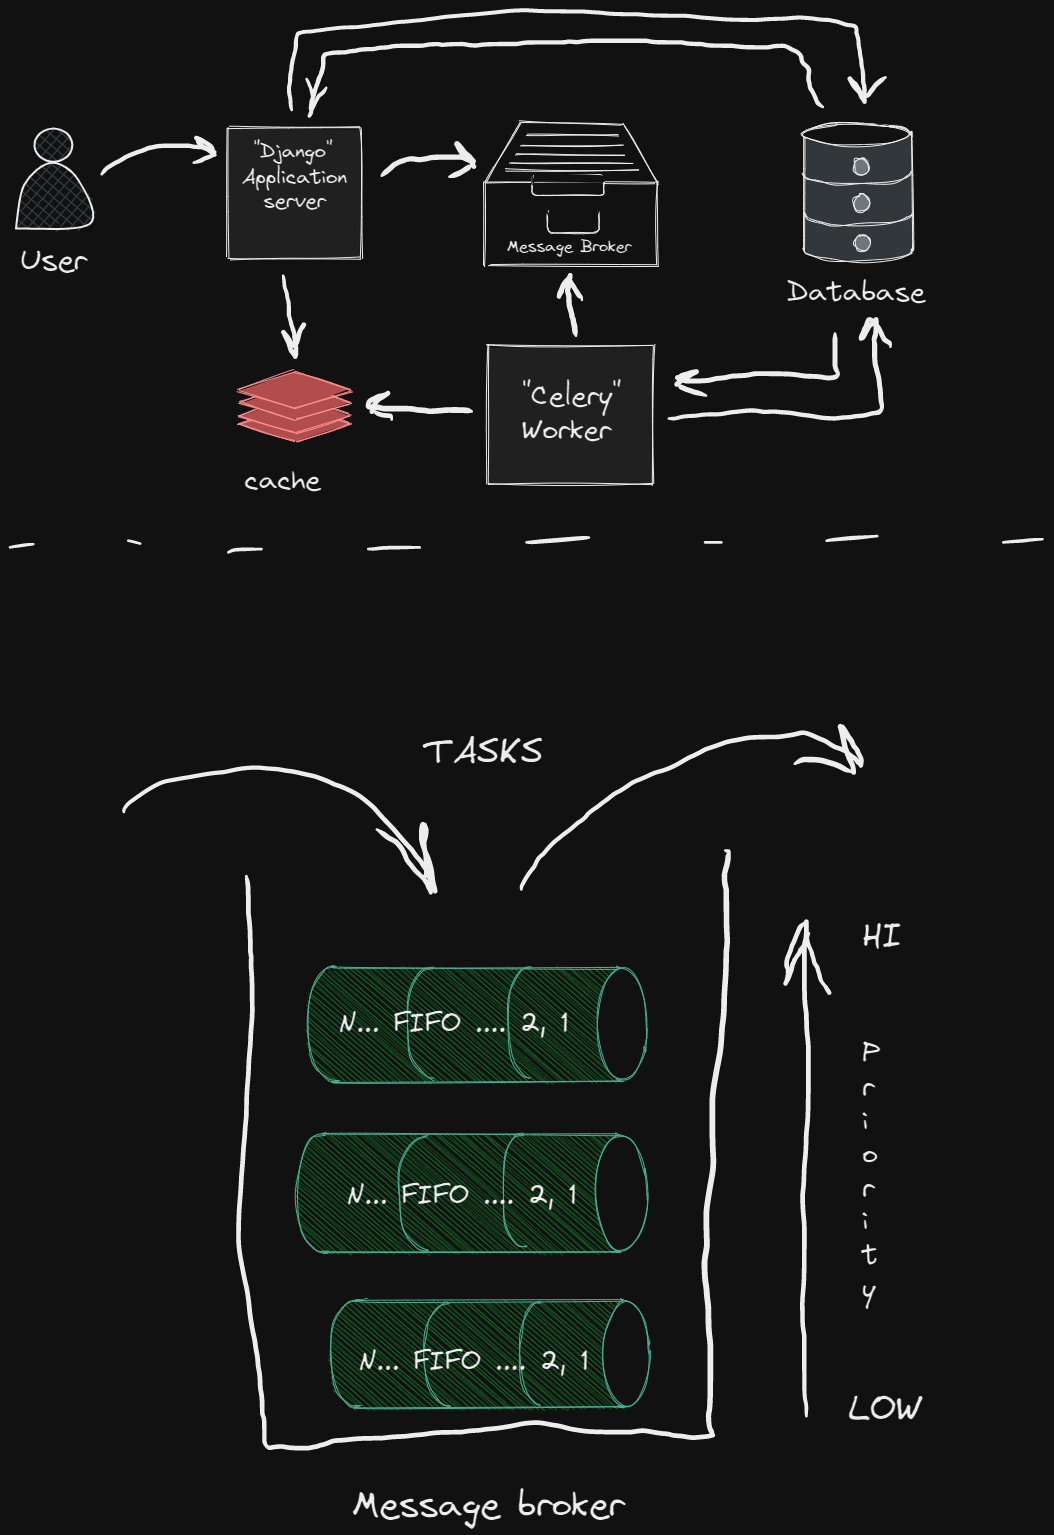 "Django"
Application
server
User
Message Broker
Database
"Celery"
Worker
cache
TASKS
HI
N... FIFO .... 2, 1
Priority
N... FIFO .... 2, 1
N... FIFO .... 2, 1
LOW
Message broker